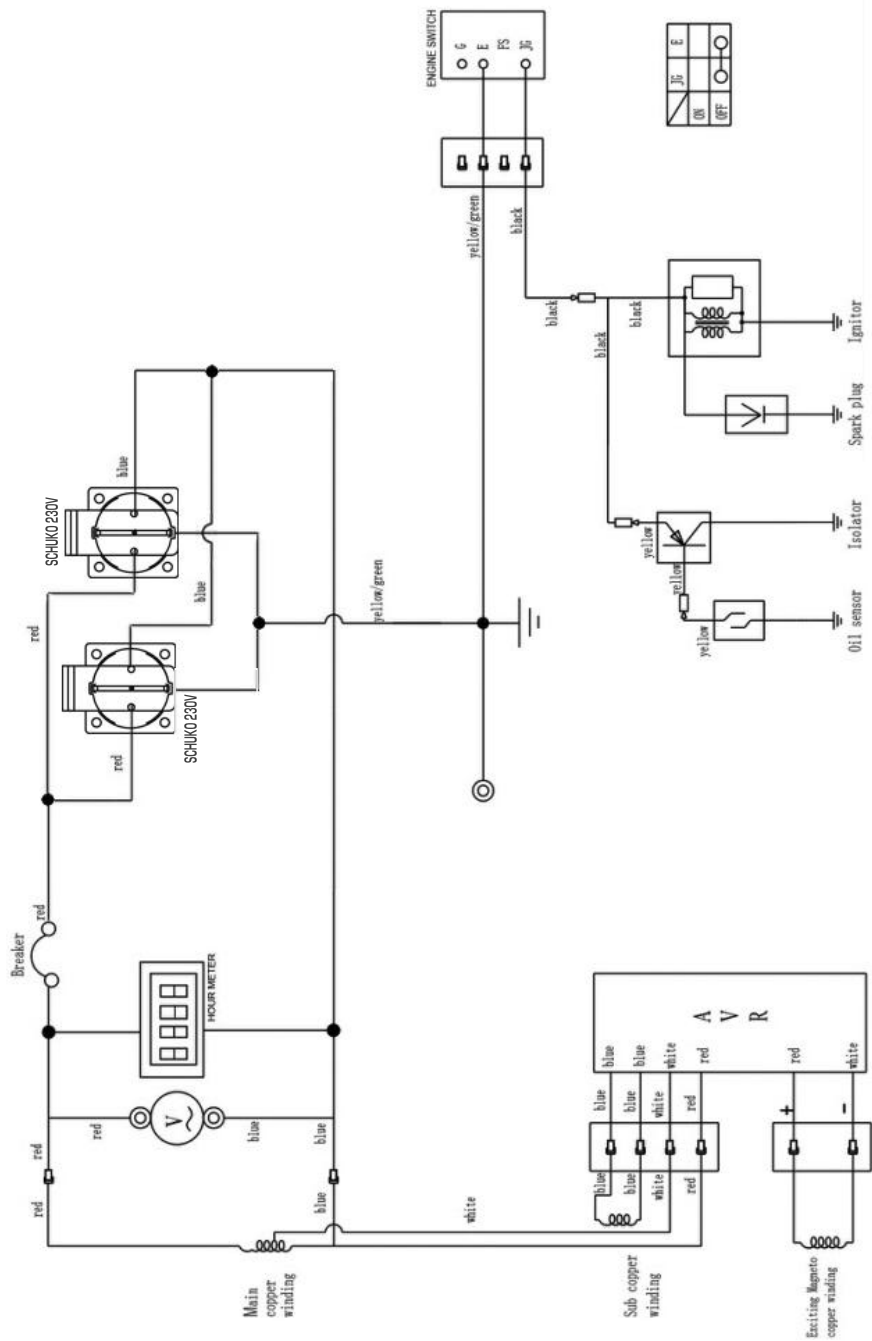 ENGINE SWITCH
G
E
FS
JG
JG
E
ON
OFF
yellow/green
black
black
black
black
Ignitor
Spark plug
Isolator
Oil sensor
yellow
yellow
yellow
SCHUKO 230V
SCHUKO 230V
blue
blue
red
red
yellow/green
red
Breaker
HOUR METER
V
red
blue
red
red
blue
blue
Main
copper
winding
white
Sub copper
winding
blue
blue
white
red
blue
blue
white
red
blue
blue
white
red
A
V
R
red
white
+
-
Exciting Magneto
copper winding